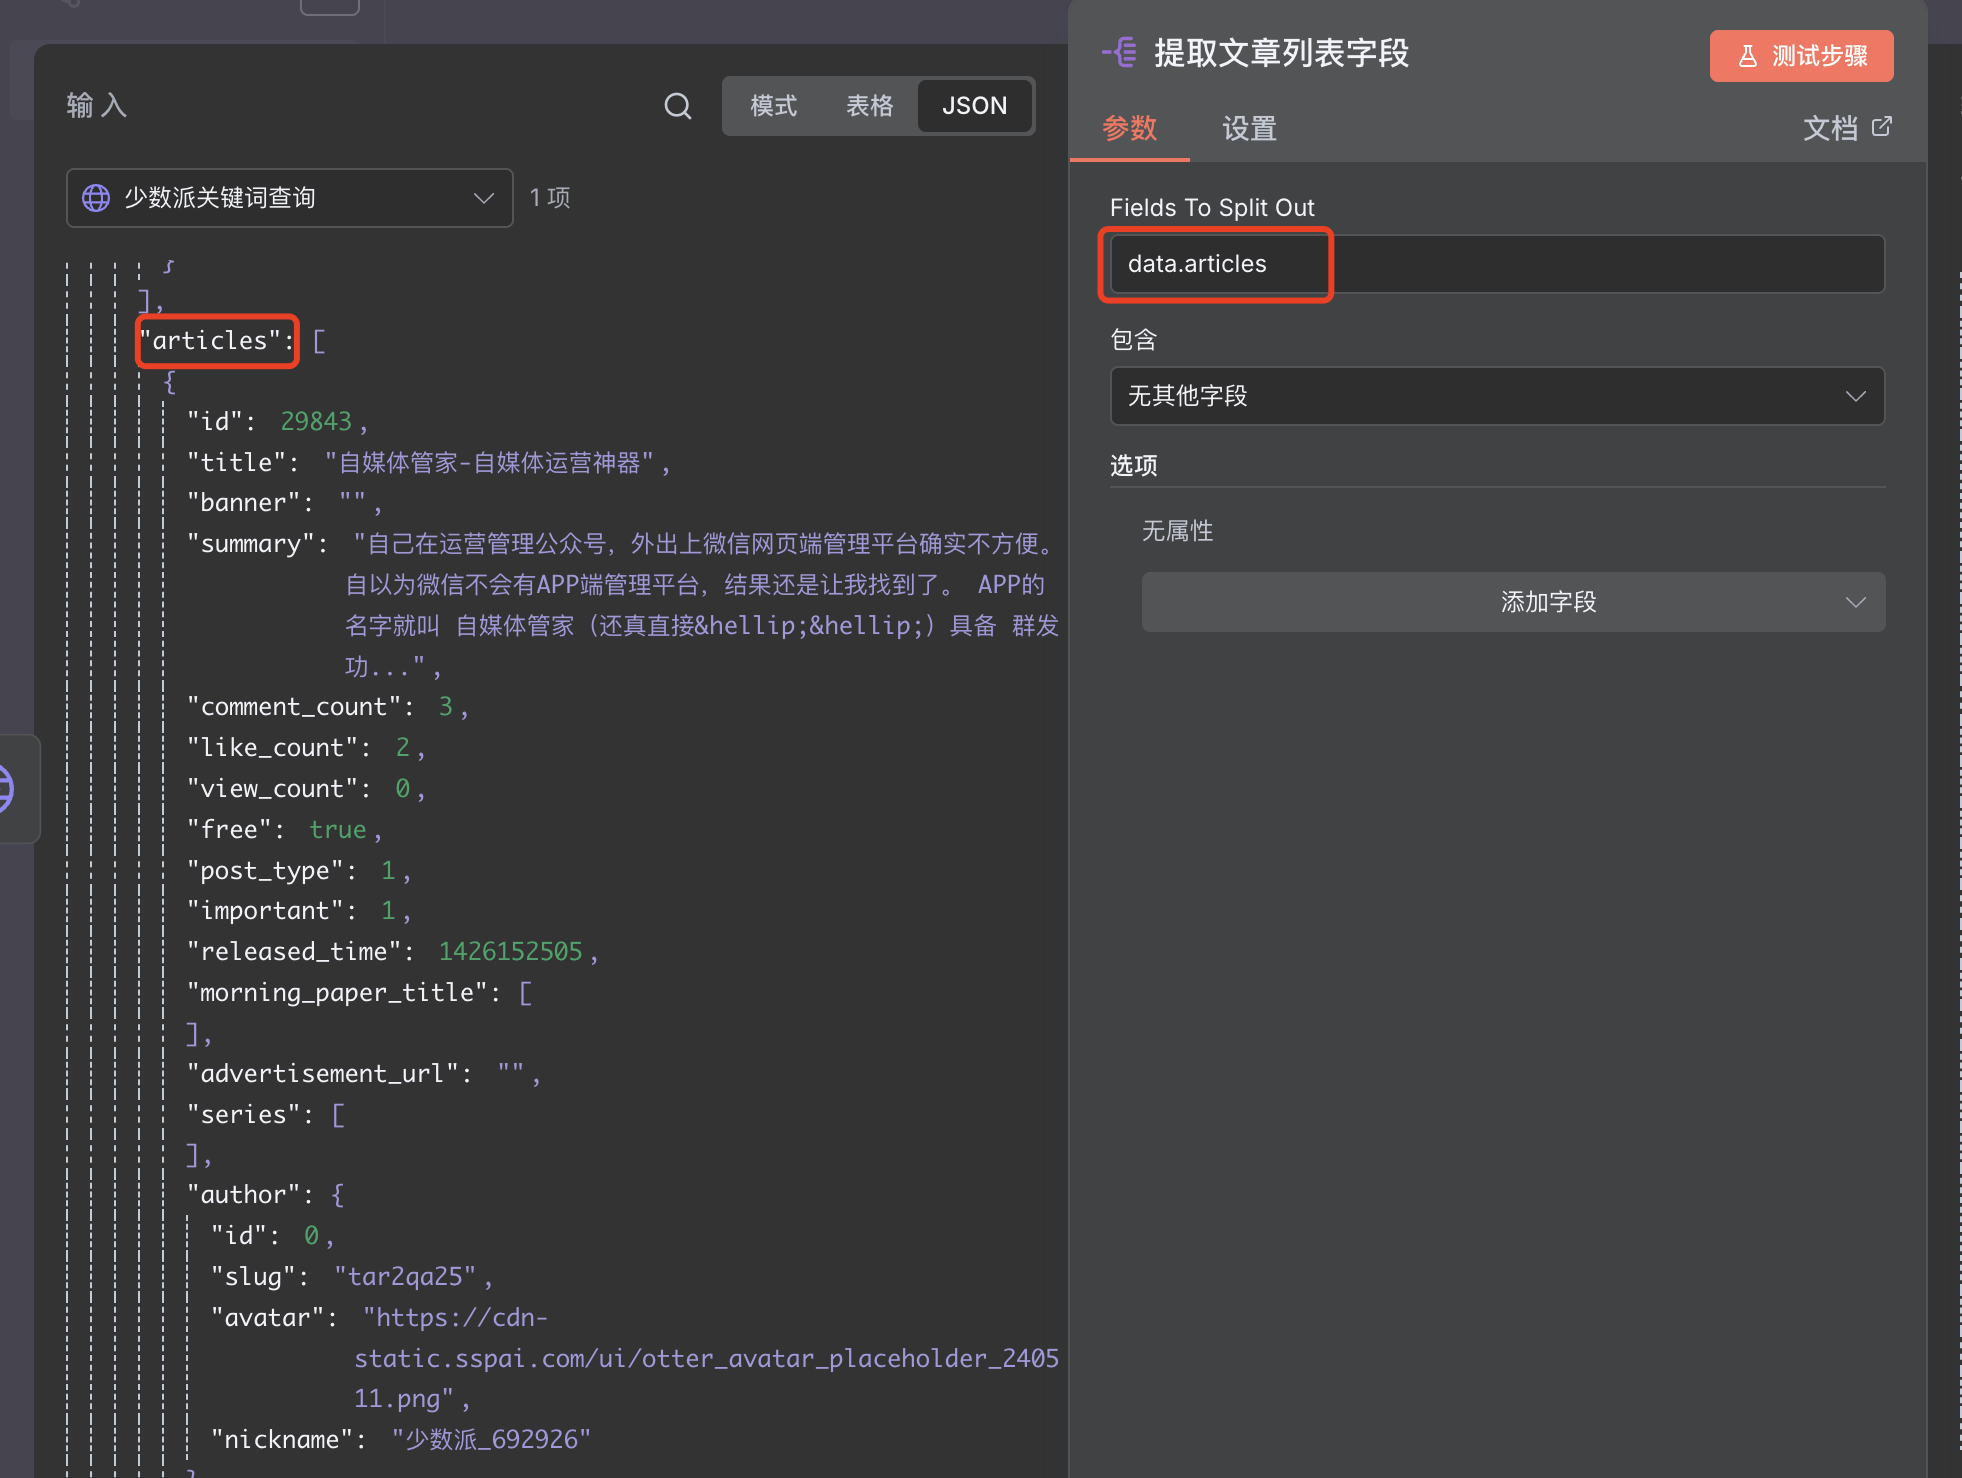 输入
模式
表格
JSON
少数派关键词查询
1 项
}
],
"articles": [
{
"id": 29843,
"title": "自媒体管家-自媒体运营神器",
"banner": "",
"summary": "自己在运营管理公众号，外出上微信网页端管理平台确实不方便。
自以为微信不会有APP端管理平台，结果还是让我找到了。 APP的
名字就叫 自媒体管家（还真直接&hellip;&hellip;）具备 群发
功...",
"comment_count": 3,
"like_count": 2,
"view_count": 0,
"free": true,
"post_type": 1,
"important": 1,
"released_time": 1426152505,
"morning_paper_title": [
],
"advertisement_url": "",
"series": [
],
"author": {
"id": 0,
"slug": "tar2qa25",
"avatar": "https://cdn-
static.sspai.com/ui/otter_avatar_placeholder_2405
11.png",
"nickname": "少数派_692926"
}
提取文章列表字段
测试步骤
参数
设置
文档
Fields To Split Out
data.articles
包含
无其他字段
选项
无属性
添加字段